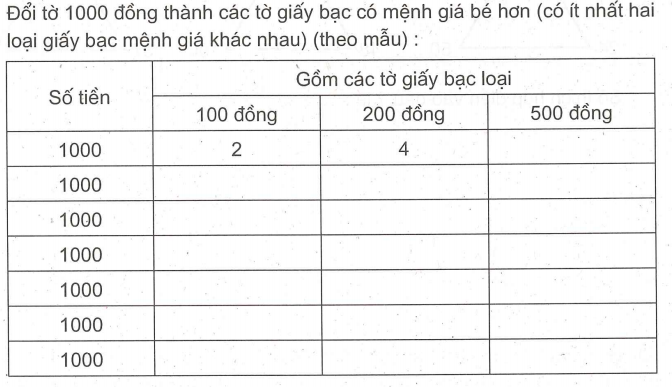 Đổi tờ 1000 đồng thành các tờ giấy bạc có mệnh giá bé hơn (có ít nhất hai
loại giấy bạc mệnh giá khác nhau) (theo mẫu) :
Số tiền
Gồm các tờ giấy bạc loại
100 đồng 200 đồng 500 đồng
1000 2 4
1000
1000
1000
1000
1000
1000